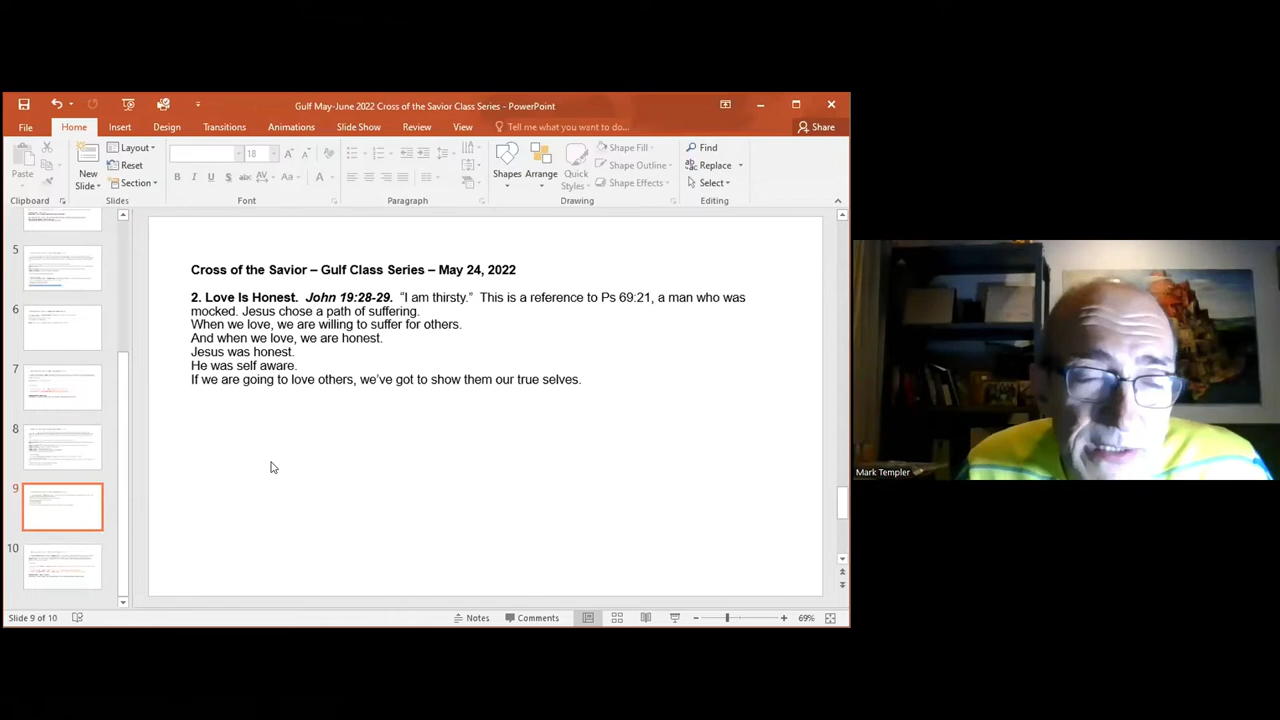 Gulf May-June 2022 Cross of the Savior Class Series - PowerPoint
File Home Insert Design Transitions Animations Slide Show Review View Tell me what you want to do... Share
Paste
New Slide
Layout
Reset
Section
18
B I U S abc AV Aa A
Shapes Arrange Quick Styles
Shape Fill
Shape Outline
Shape Effects
Find
Replace
Select
Clipboard Slides Font Paragraph Drawing Editing
5
6
7
8
9
10
Cross of the Savior – Gulf Class Series – May 24, 2022
2. Love Is Honest. John 19:28-29. “I am thirsty.” This is a reference to Ps 69:21, a man who was
mocked. Jesus chose a path of suffering.
When we love, we are willing to suffer for others.
And when we love, we are honest.
Jesus was honest.
He was self aware.
If we are going to love others, we’ve got to show them our true selves.
Mark Templer
Slide 9 of 10 Notes Comments 69%